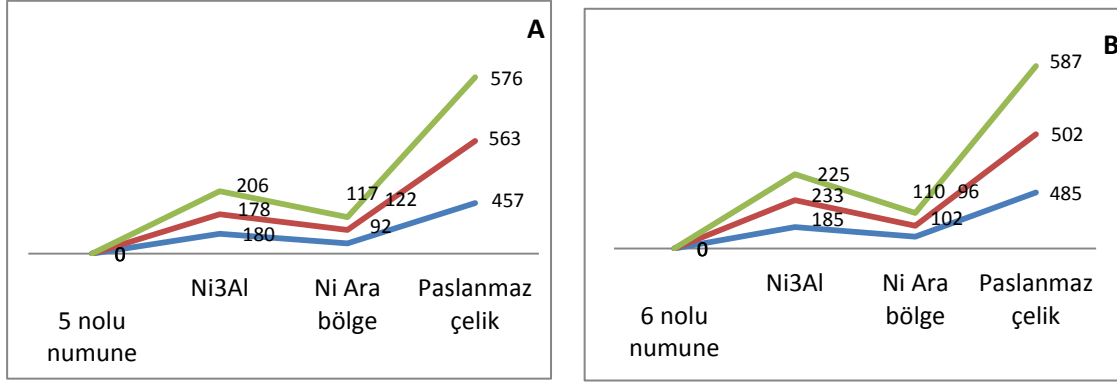 A
576
563
457
206
178
180
117
122
92
0
Ni3Al
Ni Ara
bölge
Paslanmaz
çelik
5 nolu
numune
B
587
502
485
225
233
185
110
96
102
0
Ni3Al
Ni Ara
bölge
Paslanmaz
çelik
6 nolu
numune